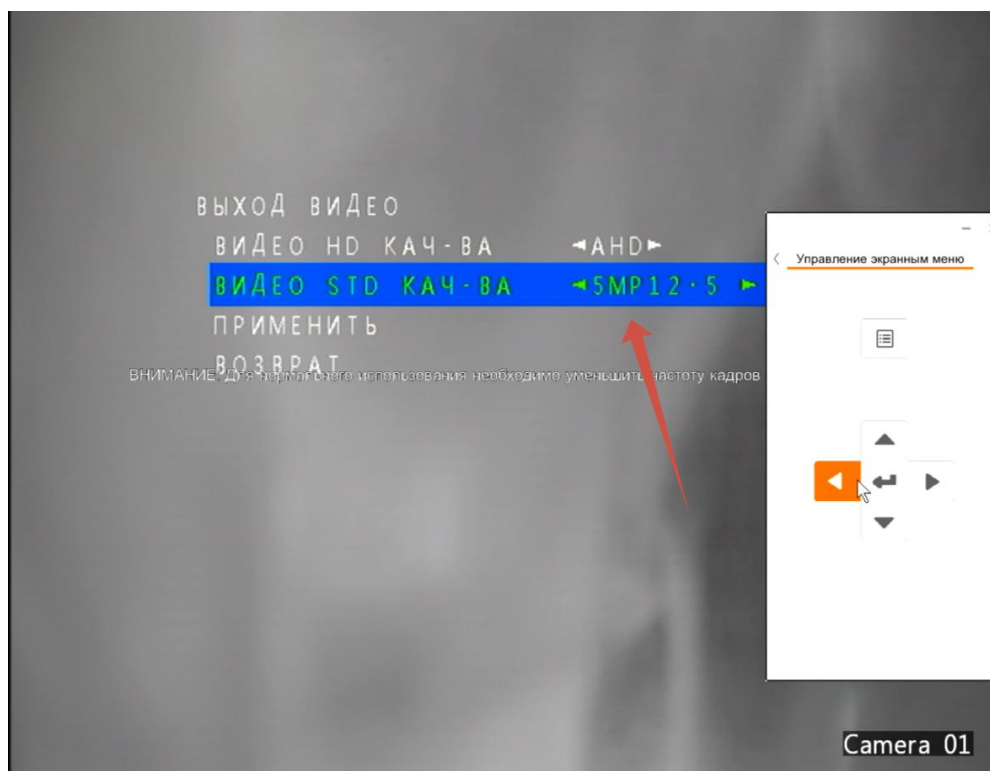 ВЫХОД ВИДЕО
ВИДЕО HD КАЧ-ВА ◄AHD►
ВИДЕО STD КАЧ-ВА ◄5MP12·5 ►
ПРИМЕНИТЬ
ВОЗВРАТ
ВНИМАНИЕ: Для нормального использования необходимо уменьшить частоту кадров
Управление экранным меню
Camera 01